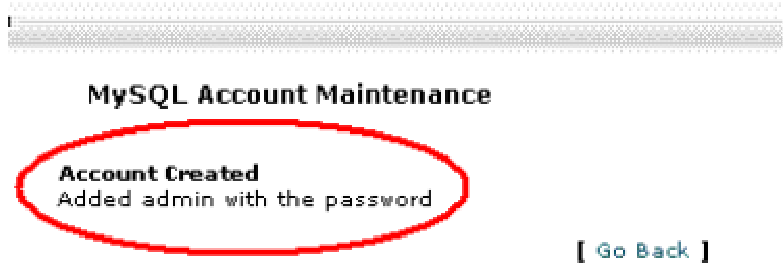 MySQL Account Maintenance
Account Created
Added admin with the password
[ Go Back ]